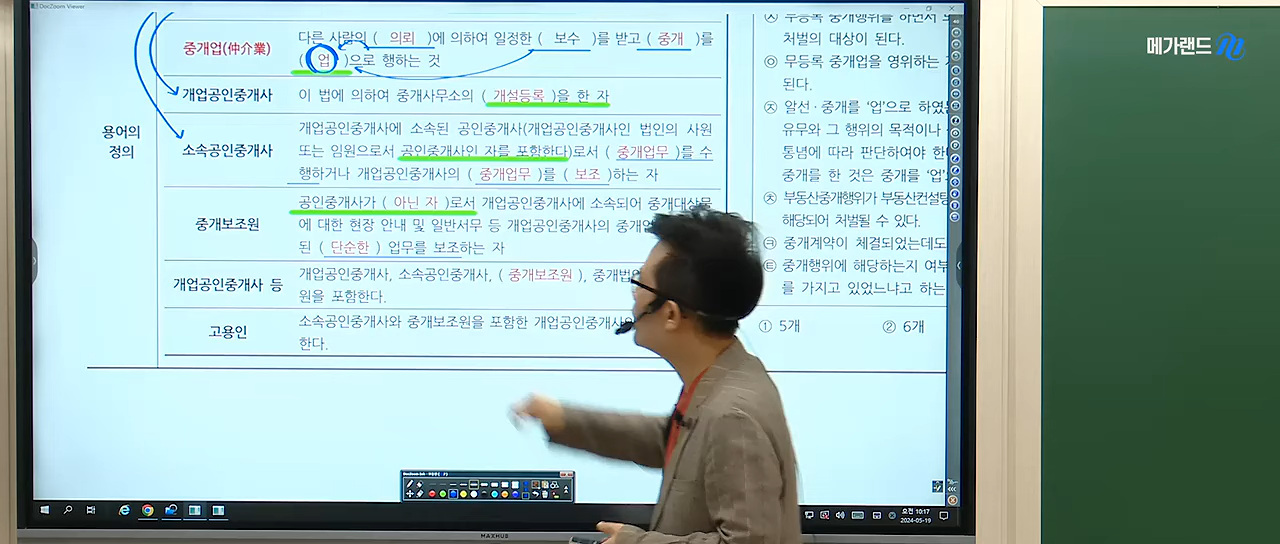 DocZoom Viewer
메가랜드
다른 사람의 ( 의뢰 )에 의하여 일정한 ( 보수 )를 받고 ( 중개 )를
중개업(仲介業)
( 업 )으로 행하는 것
개업공인중개사
이 법에 의하여 중개사무소의 ( 개설등록 )을 한 자
용어의
정의
소속공인중개사
개업공인중개사에 소속된 공인중개사(개업공인중개사인 법인의 사원
또는 임원으로서 공인중개사인 자를 포함한다)로서 ( 중개업무 )를 수
행하거나 개업공인중개사의 ( 중개업무 )를 ( 보조 )하는 자
중개보조원
공인중개사가 ( 아닌 자 )로서 개업공인중개사에 소속되어 중개대상물
에 대한 현장 안내 및 일반서무 등 개업공인중개사의 중개업
된 ( 단순한 ) 업무를 보조하는 자
개업공인중개사 등
개업공인중개사, 소속공인중개사, ( 중개보조원 ), 중개법
원을 포함한다.
고용인
소속공인중개사와 중개보조원을 포함한 개업공인중개사
한다.
㉦ 무등록 중개행위를 하면서
처벌의 대상이 된다.
㉧ 무등록 중개업을 영위하는
된다.
㉨ 알선·중개를 '업'으로 하였는
유무와 그 행위의 목적이나
통념에 따라 판단하여야 한
중개를 한 것은 중개를 '업'
㉩ 부동산중개행위가 부동산컨설팅
해당되어 처벌될 수 있다.
㉪ 중개계약이 체결되었는데도
㉫ 중개행위에 해당하는지 여부
를 가지고 있었느냐고 하는
① 5개
② 6개
오전 10:17
2024-05-19
MAXHUB